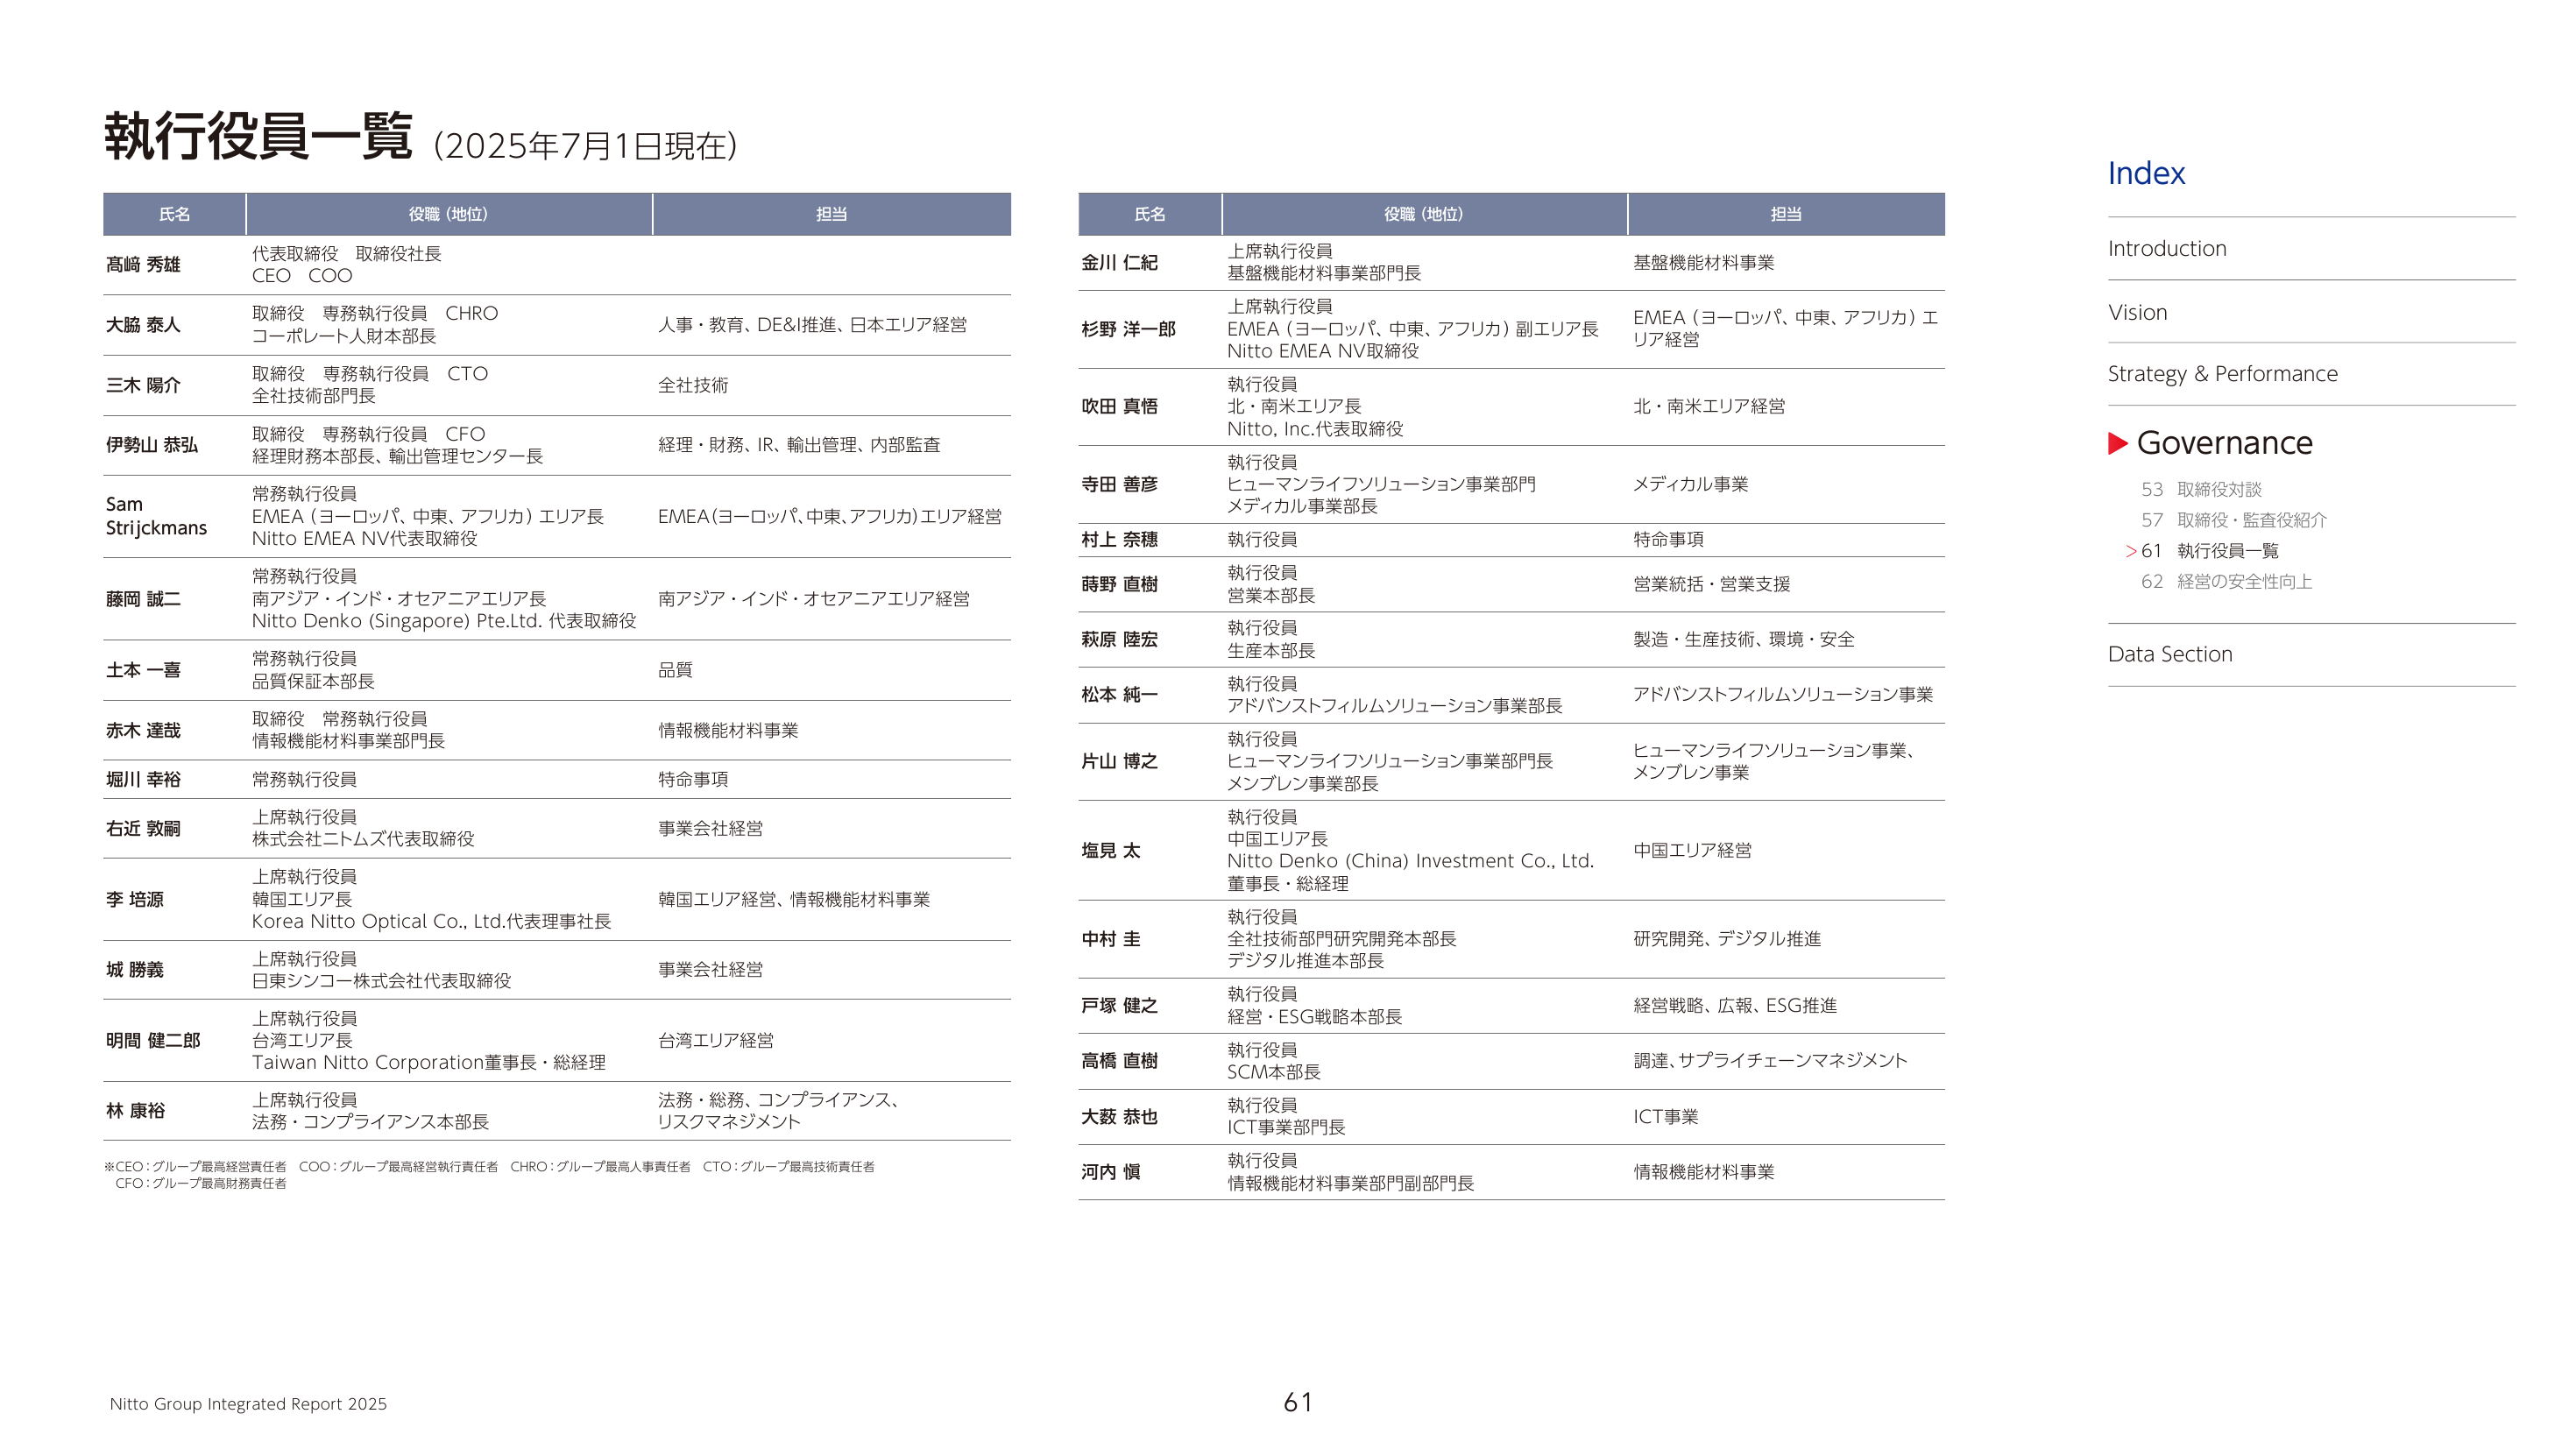 執行役員一覧（2025年7月1日現在）
氏名 役職（地位） 担当
髙﨑 秀雄
代表取締役　取締役社長
CEO　COO
大脇 泰人
取締役　専務執行役員　CHRO
コーポレート人財本部長
人事・教育、DE&I推進、日本エリア経営
三木 陽介
取締役　専務執行役員　CTO
全社技術部門長
全社技術
伊勢山 恭弘
取締役　専務執行役員　CFO
経理財務本部長、輸出管理センター長
経理・財務、IR、輸出管理、内部監査
Sam
Strijckmans
常務執行役員
EMEA（ヨーロッパ、中東、アフリカ）エリア長
Nitto EMEA NV代表取締役
EMEA（ヨーロッパ、中東、アフリカ）エリア経営
藤岡 誠二
常務執行役員
南アジア・インド・オセアニアエリア長
Nitto Denko (Singapore) Pte.Ltd. 代表取締役
南アジア・インド・オセアニアエリア経営
土本 一喜
常務執行役員
品質保証本部長
品質
赤木 達哉
取締役　常務執行役員
情報機能材料事業部門長
情報機能材料事業
堀川 幸裕
常務執行役員
特命事項
右近 敦嗣
上席執行役員
株式会社ニトムズ代表取締役
事業会社経営
李 培源
上席執行役員
韓国エリア長
Korea Nitto Optical Co., Ltd.代表理事社長
韓国エリア経営、情報機能材料事業
城 勝義
上席執行役員
日東シンコー株式会社代表取締役
事業会社経営
明間 健二郎
上席執行役員
台湾エリア長
Taiwan Nitto Corporation董事長・総経理
台湾エリア経営
林 康裕
上席執行役員
法務・コンプライアンス本部長
法務・総務、コンプライアンス、
リスクマネジメント
※CEO：グループ最高経営責任者　COO：グループ最高経営執行責任者　CHRO：グループ最高人事責任者　CTO：グループ最高技術責任者
CFO：グループ最高財務責任者
氏名 役職（地位） 担当
金川 仁紀
上席執行役員
基盤機能材料事業部門長
基盤機能材料事業
杉野 洋一郎
上席執行役員
EMEA（ヨーロッパ、中東、アフリカ）副エリア長
Nitto EMEA NV取締役
EMEA（ヨーロッパ、中東、アフリカ）エ
リア経営
吹田 真悟
執行役員
北・南米エリア長
Nitto, Inc.代表取締役
北・南米エリア経営
寺田 善彦
執行役員
ヒューマンライフソリューション事業部門
メディカル事業部長
メディカル事業
村上 奈穗
執行役員
特命事項
蒔野 直樹
執行役員
営業本部長
営業統括・営業支援
萩原 陸宏
執行役員
生産本部長
製造・生産技術、環境・安全
松本 純一
執行役員
アドバンストフィルムソリューション事業部長
アドバンストフィルムソリューション事業
片山 博之
執行役員
ヒューマンライフソリューション事業部門長
メンブレン事業部長
ヒューマンライフソリューション事業、
メンブレン事業
塩見 太
執行役員
中国エリア長
Nitto Denko (China) Investment Co., Ltd.
董事長・総経理
中国エリア経営
中村 圭
執行役員
全社技術部門研究開発本部長
デジタル推進本部長
研究開発、デジタル推進
戸塚 健之
執行役員
経営・ESG戦略本部長
経営戦略、広報、ESG推進
高橋 直樹
執行役員
SCM本部長
調達、サプライチェーンマネジメント
大薮 恭也
執行役員
ICT事業部門長
ICT事業
河内 愼
執行役員
情報機能材料事業部門副部門長
情報機能材料事業
Index
Introduction
Vision
Strategy & Performance
Governance
53 取締役対談
57 取締役・監査役紹介
>61 執行役員一覧
62 経営の安全性向上
Data Section
Nitto Group Integrated Report 2025
61